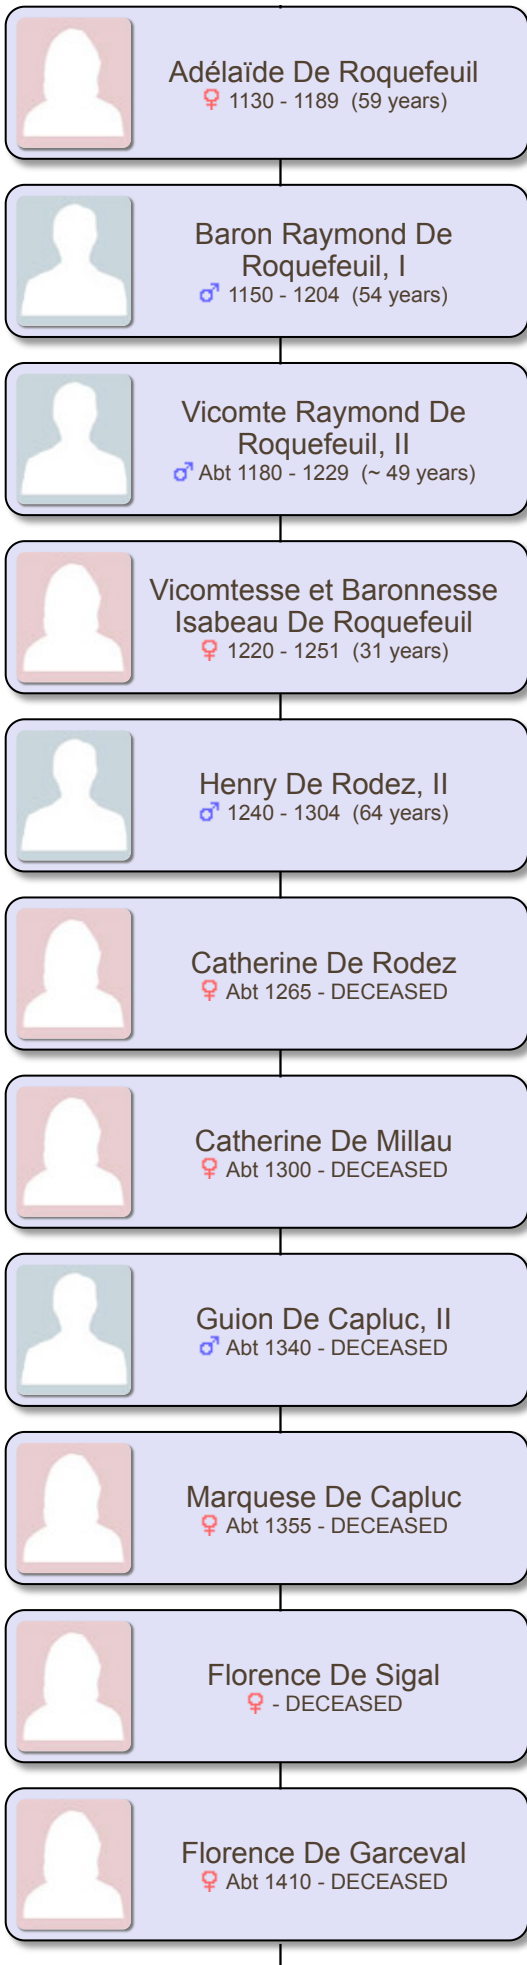 Adélaïde De Roquefeuil
♀ 1130 - 1189 (59 years)
Baron Raymond De
Roquefeuil, I
♂ 1150 - 1204 (54 years)
Vicomte Raymond De
Roquefeuil, II
♂ Abt 1180 - 1229 (~ 49 years)
Vicomtesse et Baronnesse
Isabeau De Roquefeuil
♀ 1220 - 1251 (31 years)
Henry De Rodez, II
♂ 1240 - 1304 (64 years)
Catherine De Rodez
♀ Abt 1265 - DECEASED
Catherine De Millau
♀ Abt 1300 - DECEASED
Guion De Capluc, II
♂ Abt 1340 - DECEASED
Marquese De Capluc
♀ Abt 1355 - DECEASED
Florence De Sigal
♀ - DECEASED
Florence De Garceval
♀ Abt 1410 - DECEASED